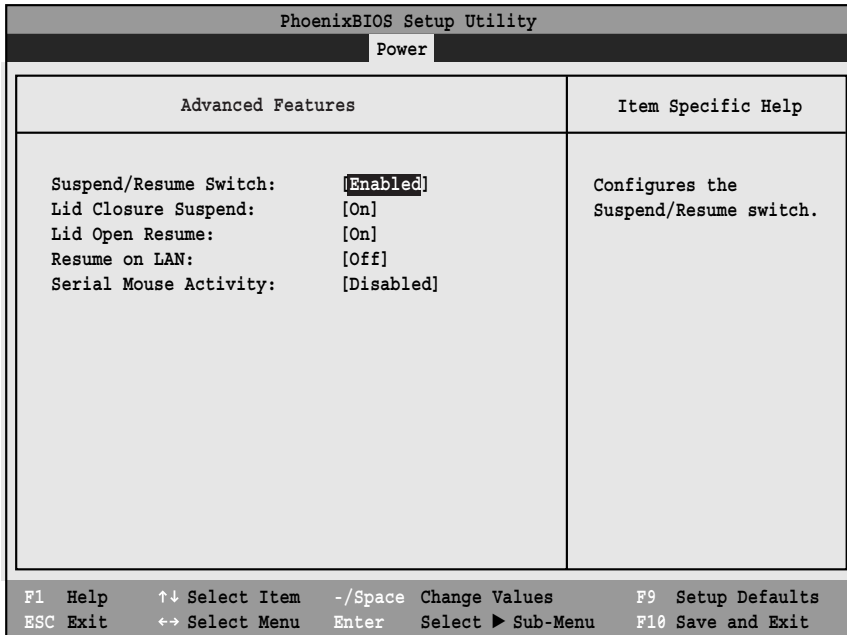 PhoenixBIOS Setup Utility
Power
Advanced Features
Item Specific Help
Suspend/Resume Switch: [Enabled]
Lid Closure Suspend: [On]
Lid Open Resume: [On]
Resume on LAN: [Off]
Serial Mouse Activity: [Disabled]
Configures the
Suspend/Resume switch.
F1 Help ↑↓ Select Item -/Space Change Values F9 Setup Defaults
ESC Exit ←→ Select Menu Enter Select ▶ Sub-Menu F10 Save and Exit